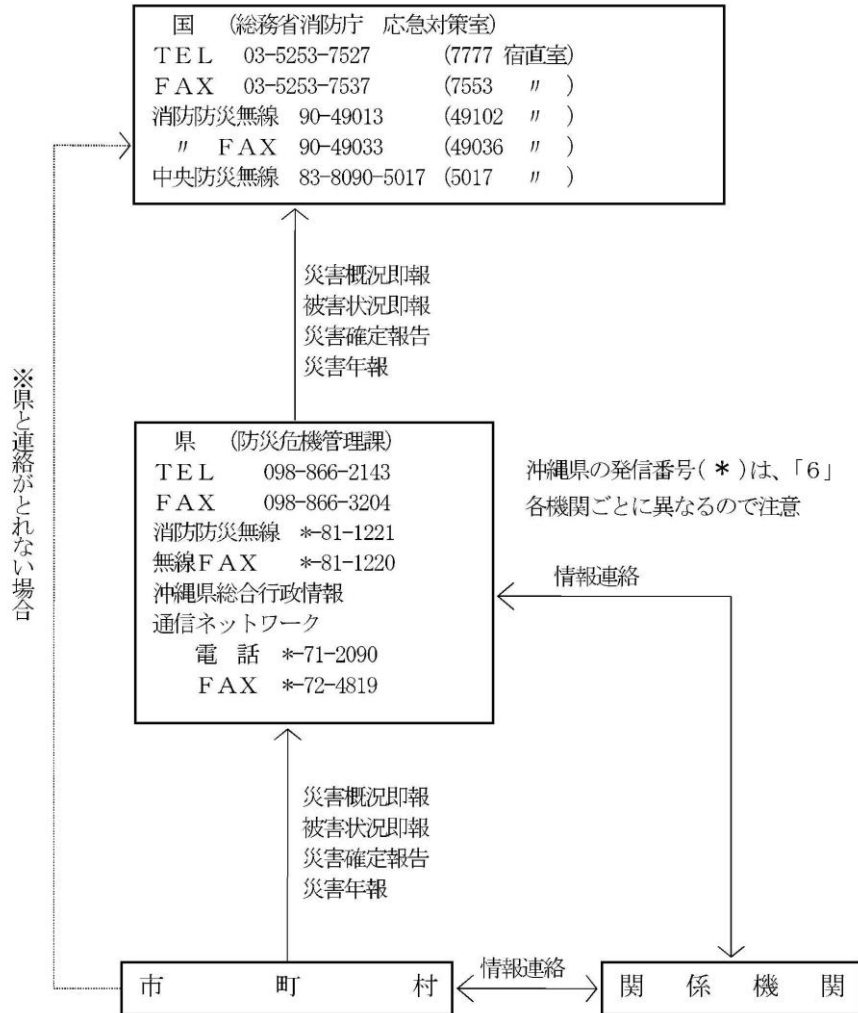 国　(総務省消防庁　応急対策室)
ＴＥＬ　03-5253-7527　(7777 宿直室)
ＦＡＸ　03-5253-7537　(7553　〃　)
消防防災無線　90-49013　(49102　〃　)
〃　ＦＡＸ　90-49033　(49036　〃　)
中央防災無線　83-8090-5017　(5017　〃　)
災害概況即報
被害状況即報
災害確定報告
災害年報
※県と連絡がとれない場合
県　(防災危機管理課)
ＴＥＬ　098-866-2143
ＦＡＸ　098-866-3204
消防防災無線　*-81-1221
無線ＦＡＸ　*-81-1220
沖縄県総合行政情報
通信ネットワーク
電　話　*-71-2090
ＦＡＸ　*-72-4819
沖縄県の発信番号(＊)は、「６」
各機関ごとに異なるので注意
情報連絡
災害概況即報
被害状況即報
災害確定報告
災害年報
市　町　村
情報連絡
関　係　機　関